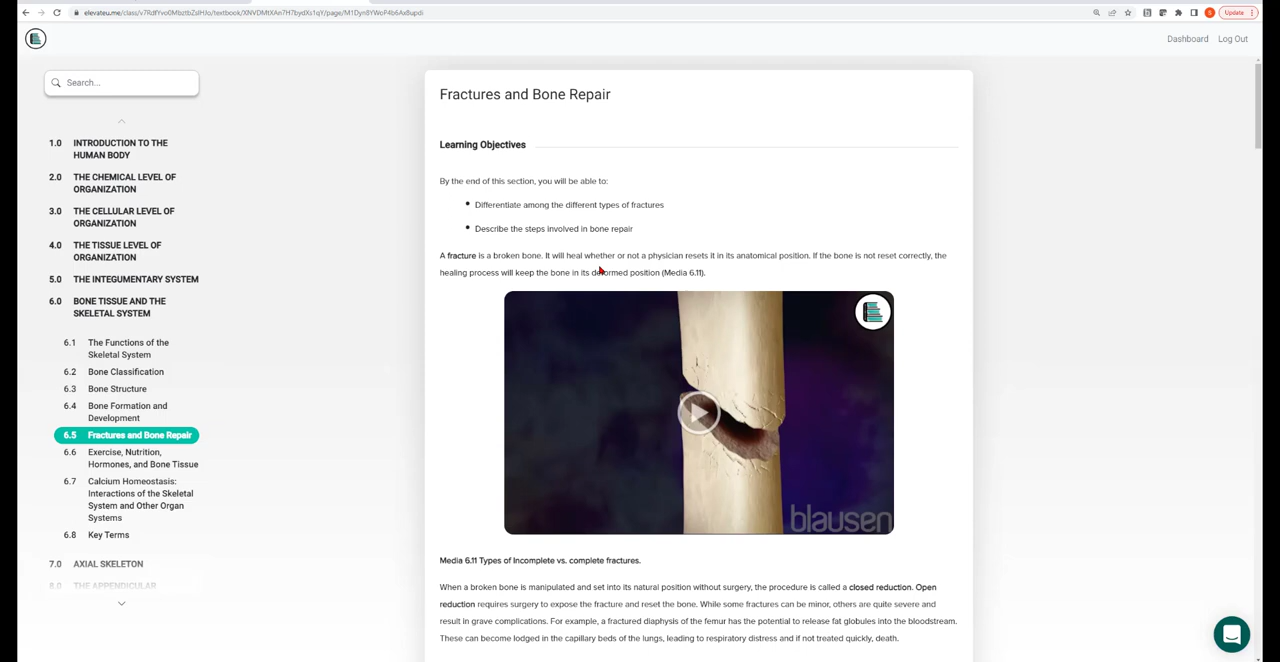 Update
Dashboard Log Out
Search...
1.0 INTRODUCTION TO THE
HUMAN BODY
2.0 THE CHEMICAL LEVEL OF
ORGANIZATION
3.0 THE CELLULAR LEVEL OF
ORGANIZATION
4.0 THE TISSUE LEVEL OF
ORGANIZATION
5.0 THE INTEGUMENTARY SYSTEM
6.0 BONE TISSUE AND THE
SKELETAL SYSTEM
6.1 The Functions of the
Skeletal System
6.2 Bone Classification
6.3 Bone Structure
6.4 Bone Formation and
Development
6.5 Fractures and Bone Repair
6.6 Exercise, Nutrition,
Hormones, and Bone Tissue
6.7 Calcium Homeostasis:
Interactions of the Skeletal
System and Other Organ
Systems
6.8 Key Terms
7.0 AXIAL SKELETON
8.0 THE APPENDICULAR
Fractures and Bone Repair
Learning Objectives
By the end of this section, you will be able to:
• Differentiate among the different types of fractures
• Describe the steps involved in bone repair
A fracture is a broken bone. It will heal whether or not a physician resets it in its anatomical position. If the bone is not reset correctly, the
healing process will keep the bone in its deformed position (Media 6.11).
blausen
Media 6.11 Types of Incomplete vs. complete fractures.
When a broken bone is manipulated and set into its natural position without surgery, the procedure is called a closed reduction. Open
reduction requires surgery to expose the fracture and reset the bone. While some fractures can be minor, others are quite severe and
result in grave complications. For example, a fractured diaphysis of the femur has the potential to release fat globules into the bloodstream.
These can become lodged in the capillary beds of the lungs, leading to respiratory distress and if not treated quickly, death.